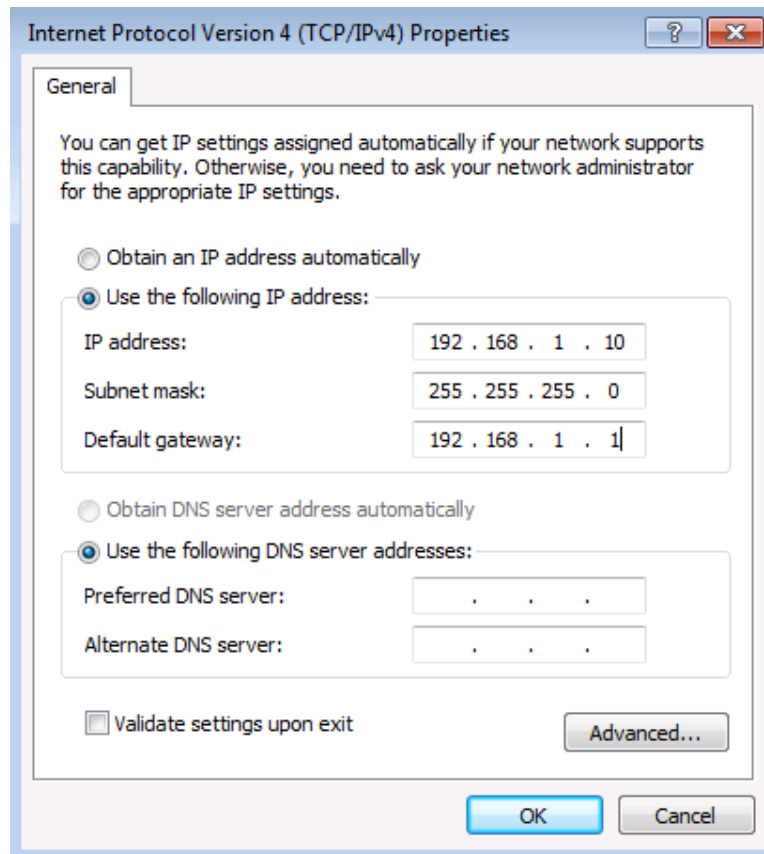 Internet Protocol Version 4 (TCP/IPv4) Properties
?
General
You can get IP settings assigned automatically if your network supports
this capability. Otherwise, you need to ask your network administrator
for the appropriate IP settings.
Obtain an IP address automatically
Use the following IP address:
IP address: 192 . 168 . 1 . 10
Subnet mask: 255 . 255 . 255 . 0
Default gateway: 192 . 168 . 1 . 1
Obtain DNS server address automatically
Use the following DNS server addresses:
Preferred DNS server: . . .
Alternate DNS server: . . .
Validate settings upon exit
Advanced...
OK Cancel